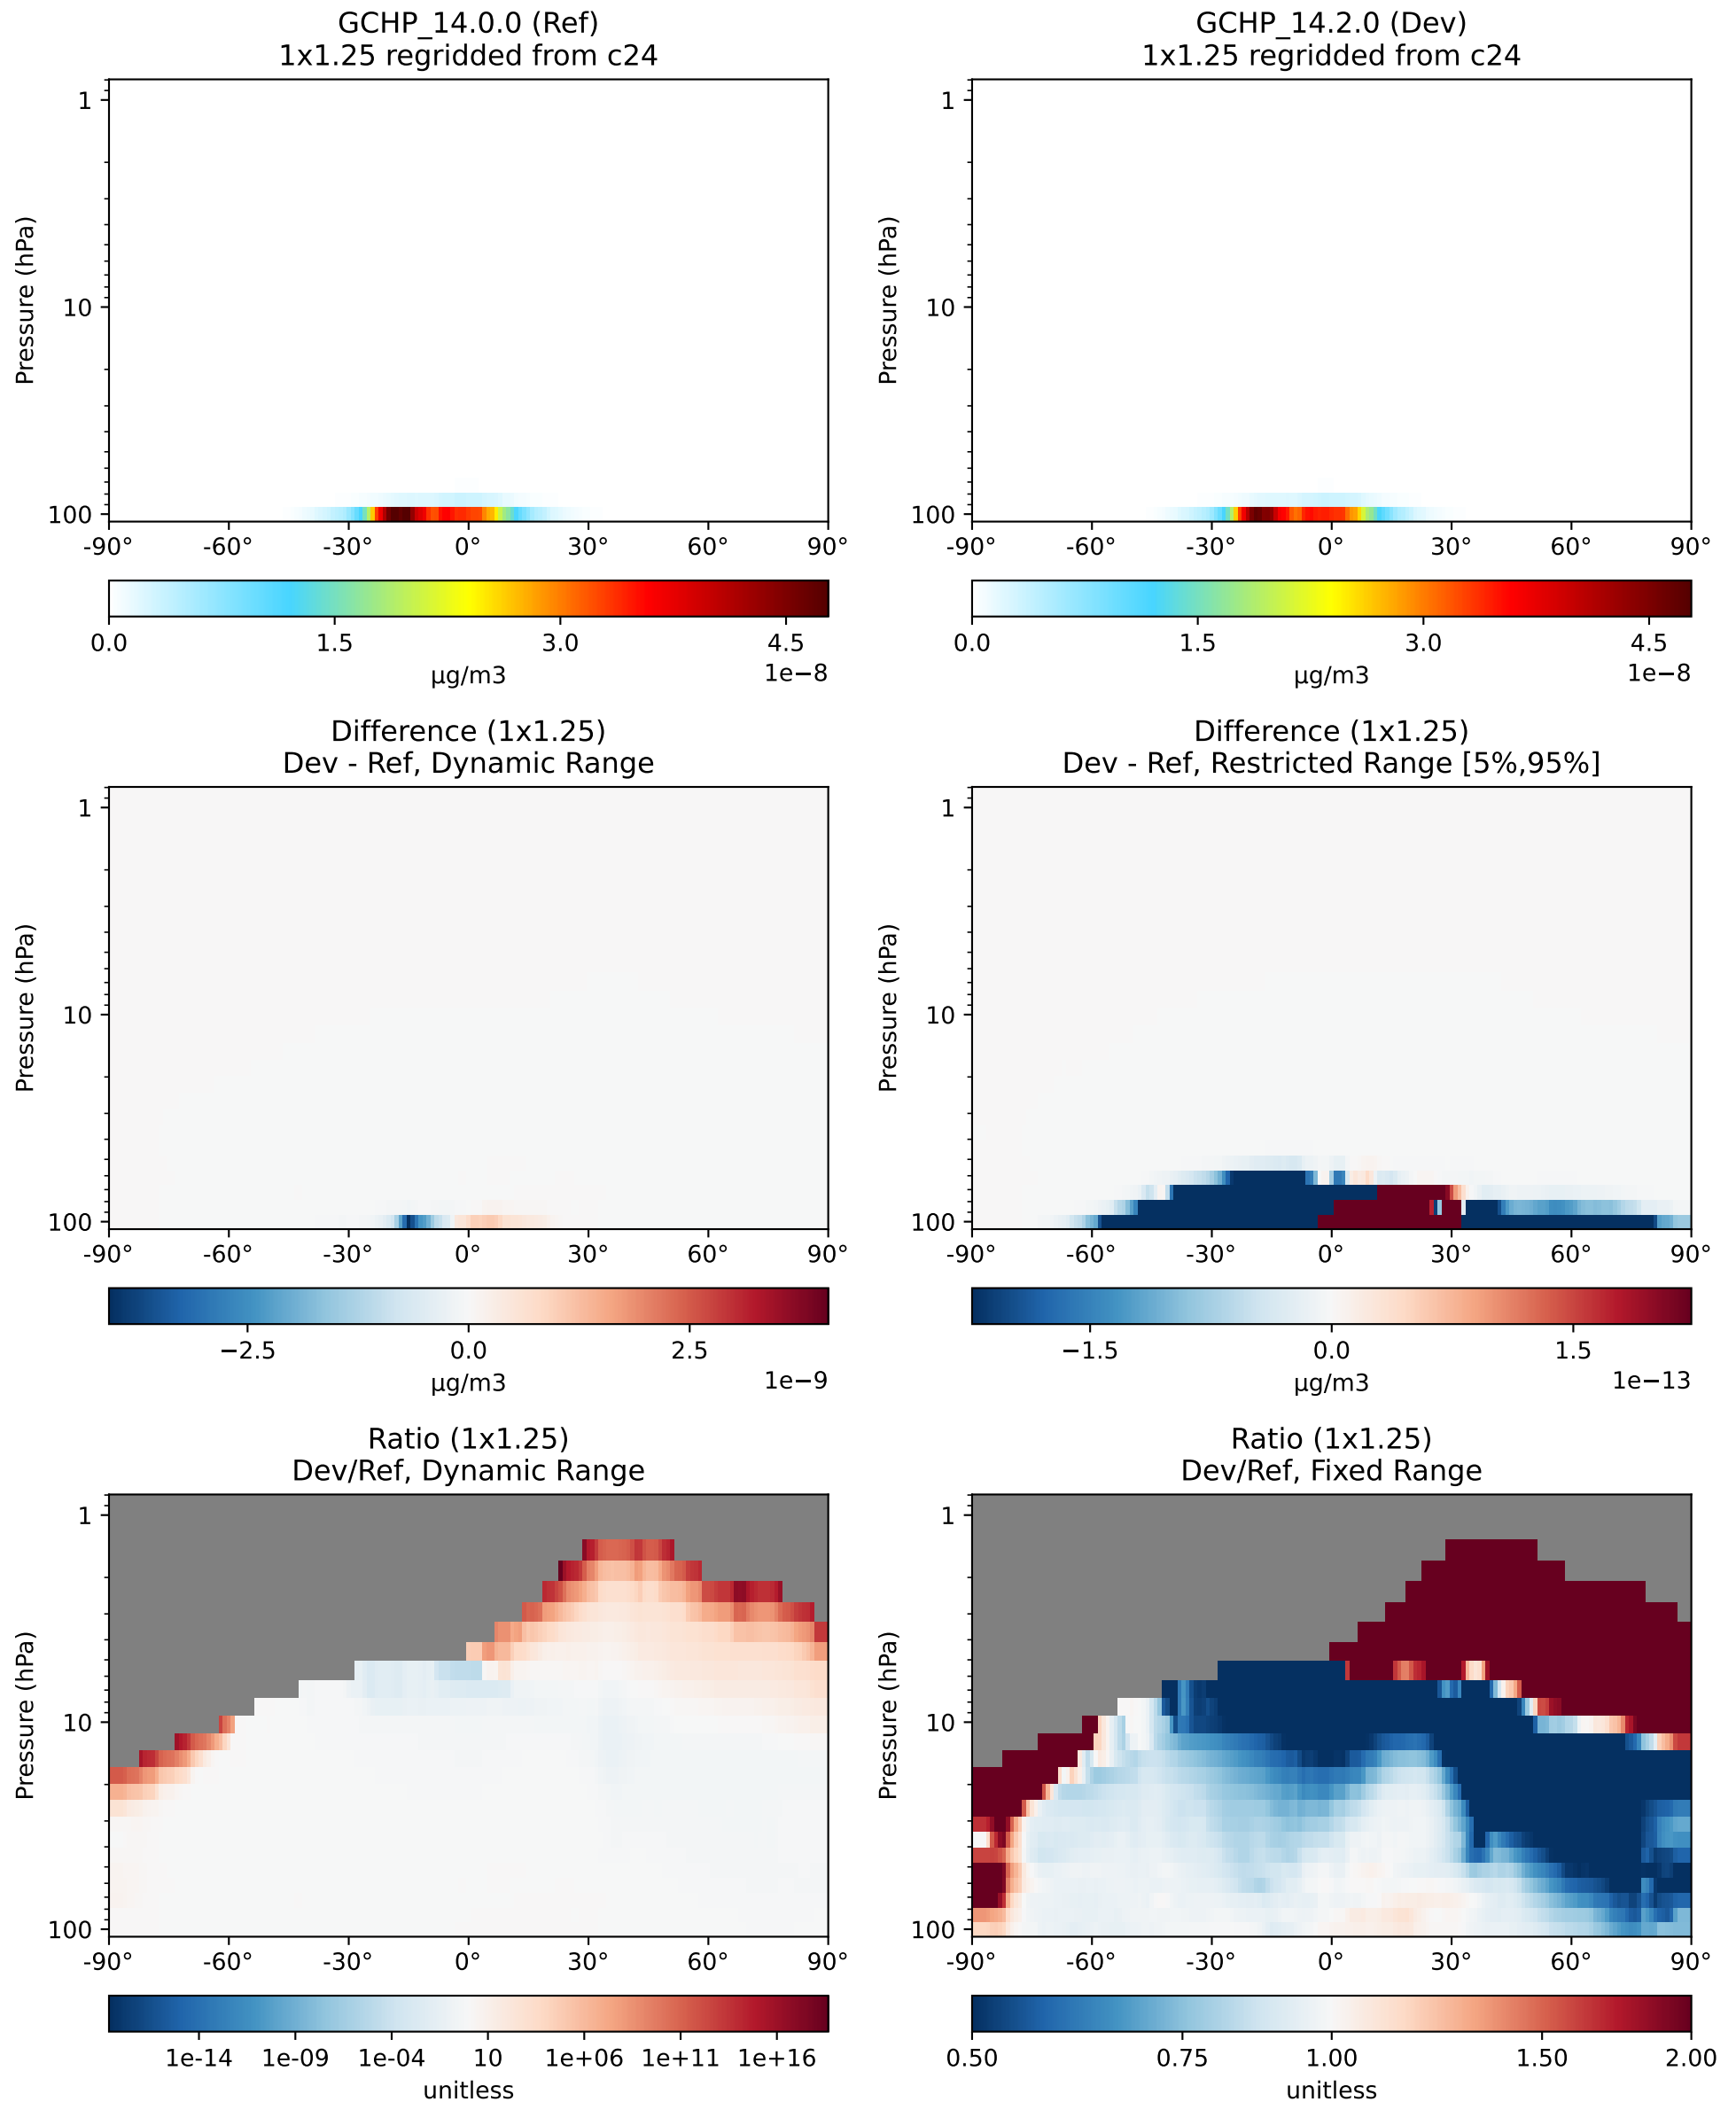 GCHP_14.0.0 (Ref)
1x1.25 regridded from c24
Pressure (hPa)
1
10
100
-90° -60° -30° 0° 30° 60° 90°
0.0 1.5 3.0 4.5
1e−8
µg/m3
GCHP_14.2.0 (Dev)
1x1.25 regridded from c24
Pressure (hPa)
1
10
100
-90° -60° -30° 0° 30° 60° 90°
0.0 1.5 3.0 4.5
1e−8
µg/m3
Difference (1x1.25)
Dev - Ref, Dynamic Range
Pressure (hPa)
1
10
100
-90° -60° -30° 0° 30° 60° 90°
−2.5 0.0 2.5
1e−9
µg/m3
Difference (1x1.25)
Dev - Ref, Restricted Range [5%,95%]
Pressure (hPa)
1
10
100
-90° -60° -30° 0° 30° 60° 90°
−1.5 0.0 1.5
1e−13
µg/m3
Ratio (1x1.25)
Dev/Ref, Dynamic Range
Pressure (hPa)
1
10
100
-90° -60° -30° 0° 30° 60° 90°
1e-14 1e-09 1e-04 10 1e+06 1e+11 1e+16
unitless
Ratio (1x1.25)
Dev/Ref, Fixed Range
Pressure (hPa)
1
10
100
-90° -60° -30° 0° 30° 60° 90°
0.50 0.75 1.00 1.50 2.00
unitless